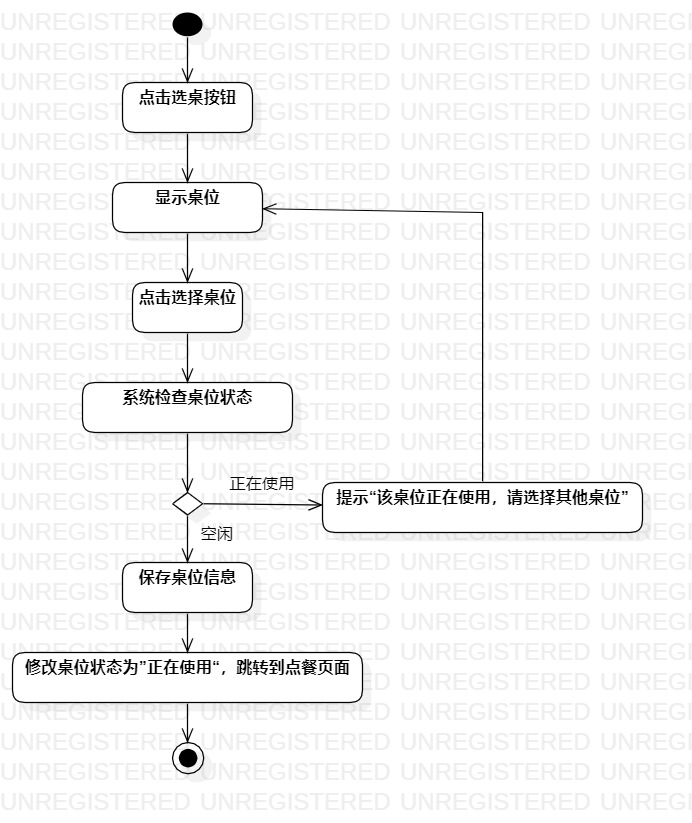 点击选桌按钮
显示桌位
点击选择桌位
系统检查桌位状态
正在使用
提示“该桌位正在使用，请选择其他桌位”
空闲
保存桌位信息
修改桌位状态为”正在使用“，跳转到点餐页面
UNREGISTERED UNREGISTERED UNREGISTERED UNREGI